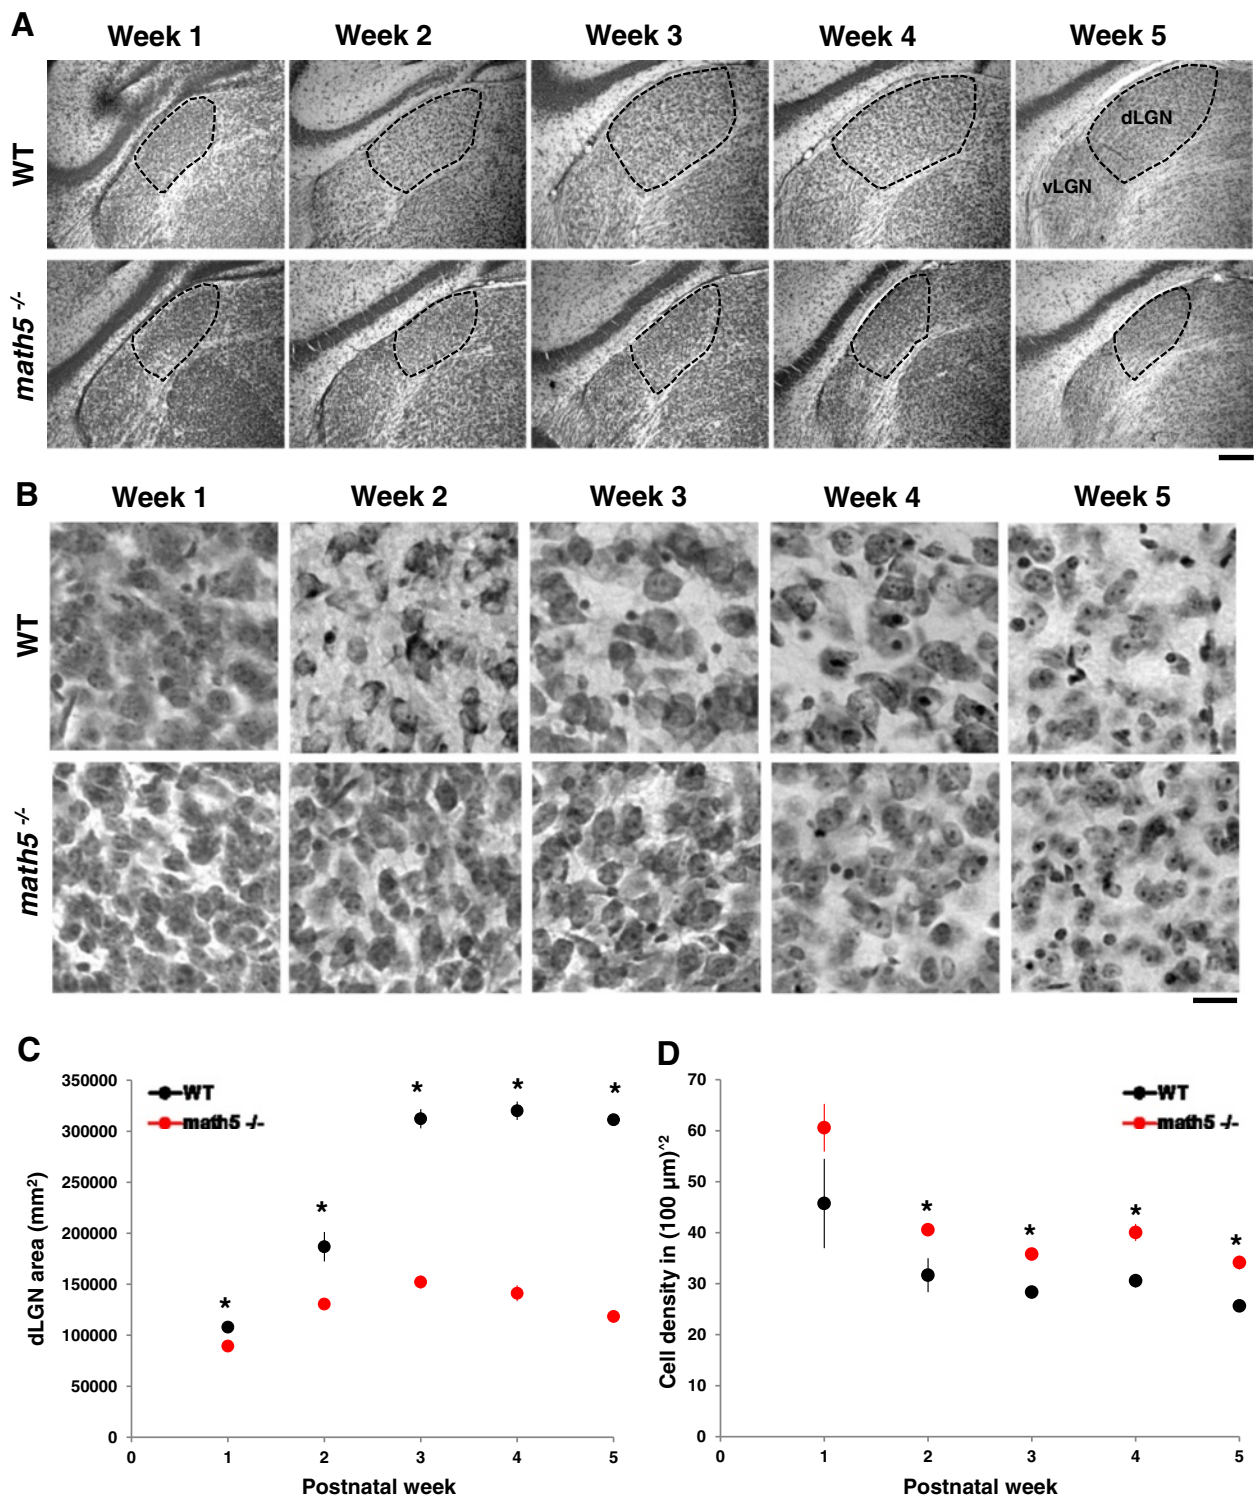 A
Week 1 Week 2 Week 3 Week 4 Week 5
WT
dLGN
vLGN
math5 -/-
B
Week 1 Week 2 Week 3 Week 4 Week 5
WT
math5 -/-
C
dLGN area (mm²)
350000
300000
250000
200000
150000
100000
50000
0
WT
math5 -/-
* * * * *
0 1 2 3 4 5
Postnatal week
D
Cell density in (100 µm)^2
70
60
50
40
30
20
10
0
WT
math5 -/-
* * * *
0 1 2 3 4 5
Postnatal week